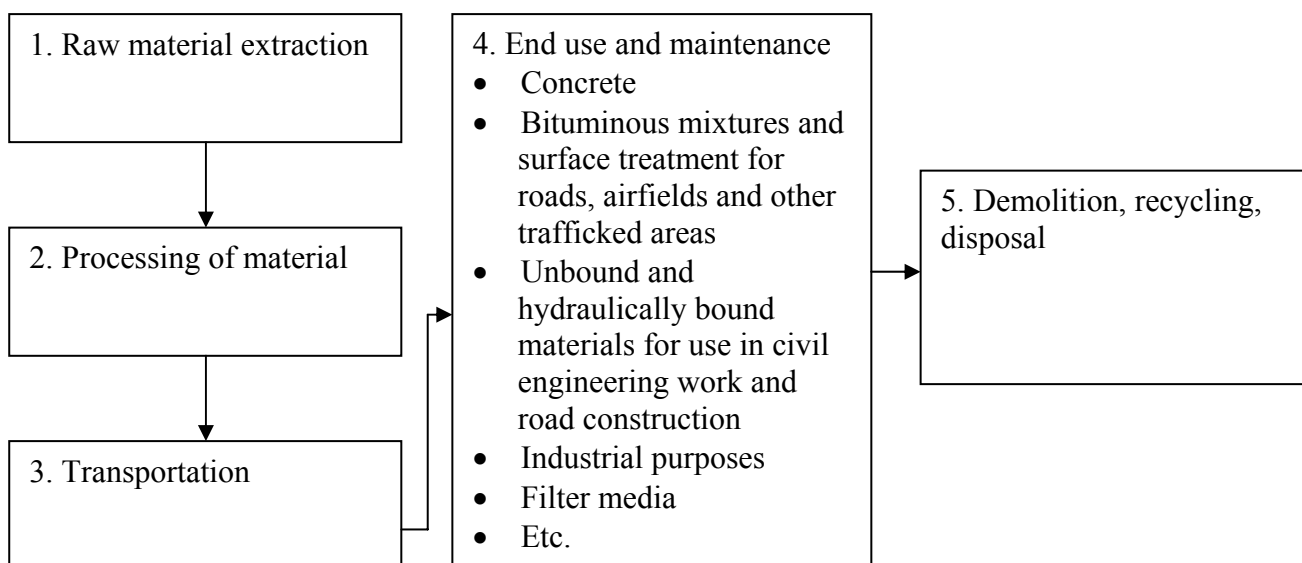 1. Raw material extraction
2. Processing of material
3. Transportation
4. End use and maintenance
• Concrete
• Bituminous mixtures and
surface treatment for
roads, airfields and other
trafficked areas
• Unbound and
hydraulically bound
materials for use in civil
engineering work and
road construction
• Industrial purposes
• Filter media
• Etc.
5. Demolition, recycling,
disposal